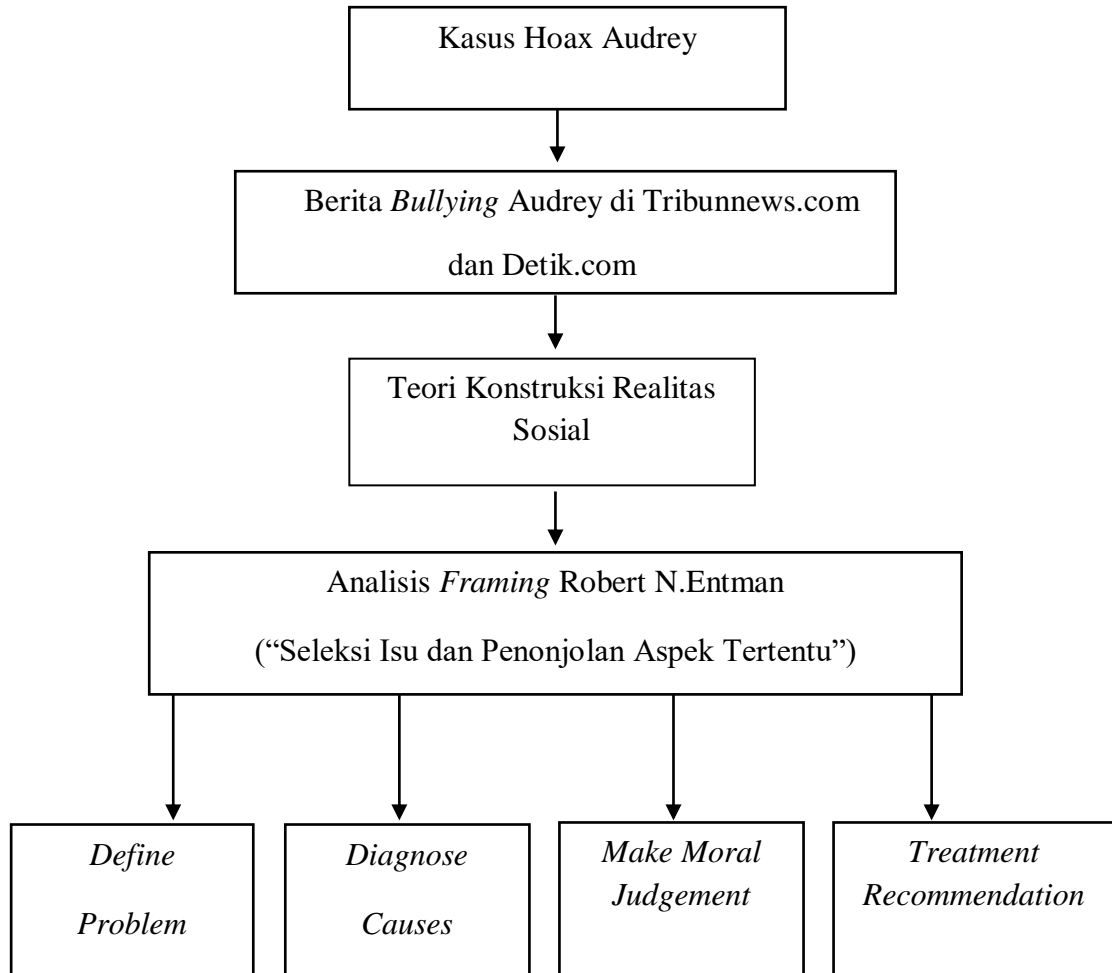 Kasus Hoax Audrey
Berita Bullying Audrey di Tribunnews.com
dan Detik.com
Teori Konstruksi Realitas
Sosial
Analisis Framing Robert N.Entman
(“Seleksi Isu dan Penonjolan Aspek Tertentu”)
Define
Problem
Diagnose
Causes
Make Moral
Judgement
Treatment
Recommendation